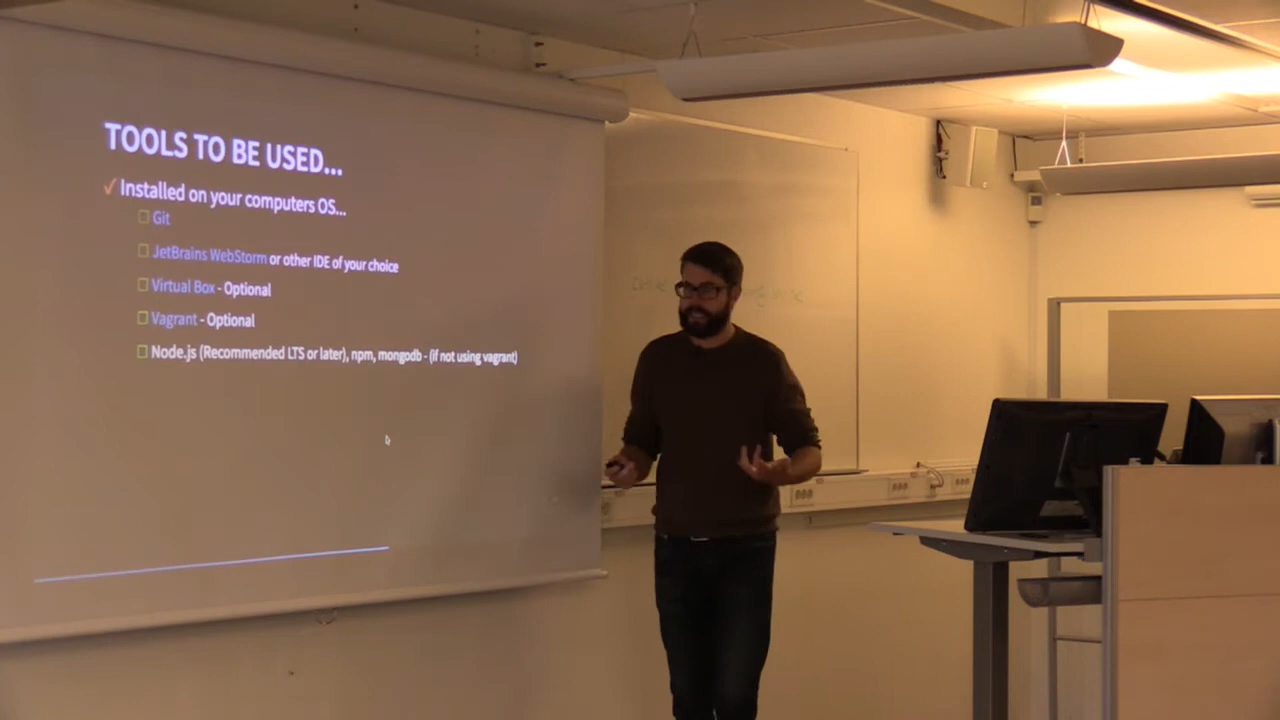 TOOLS TO BE USED...
✓Installed on your computers OS...
Git
JetBrains WebStorm or other IDE of your choice
Virtual Box - Optional
Vagrant - Optional
Node.js (Recommended LTS or later), npm, mongodb - (if not using vagrant)